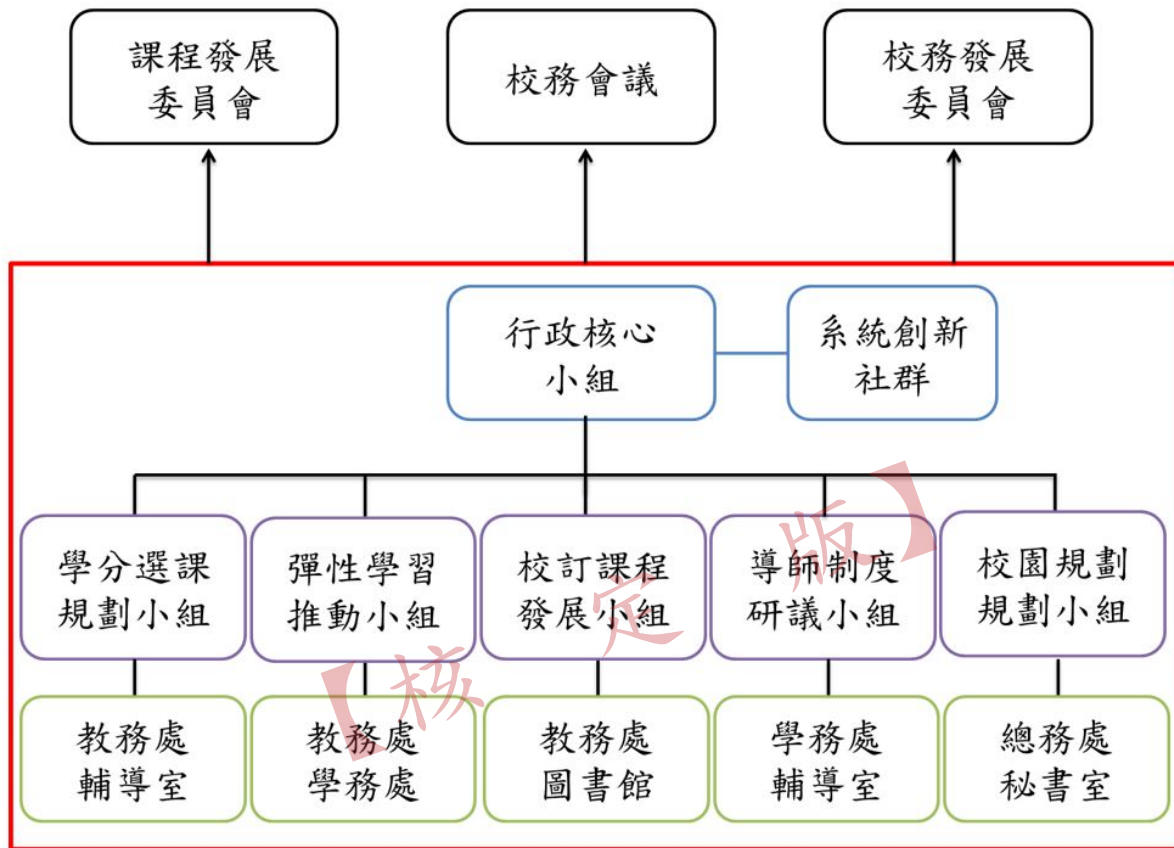 課程發展
委員會
校務會議
校務發展
委員會
行政核心
小組
系統創新
社群
學分選課
規劃小組
彈性學習
推動小組
校訂課程
發展小組
導師制度
研議小組
校園規劃
規劃小組
教務處
輔導室
教務處
學務處
教務處
圖書館
學務處
輔導室
總務處
秘書室
【核定版】